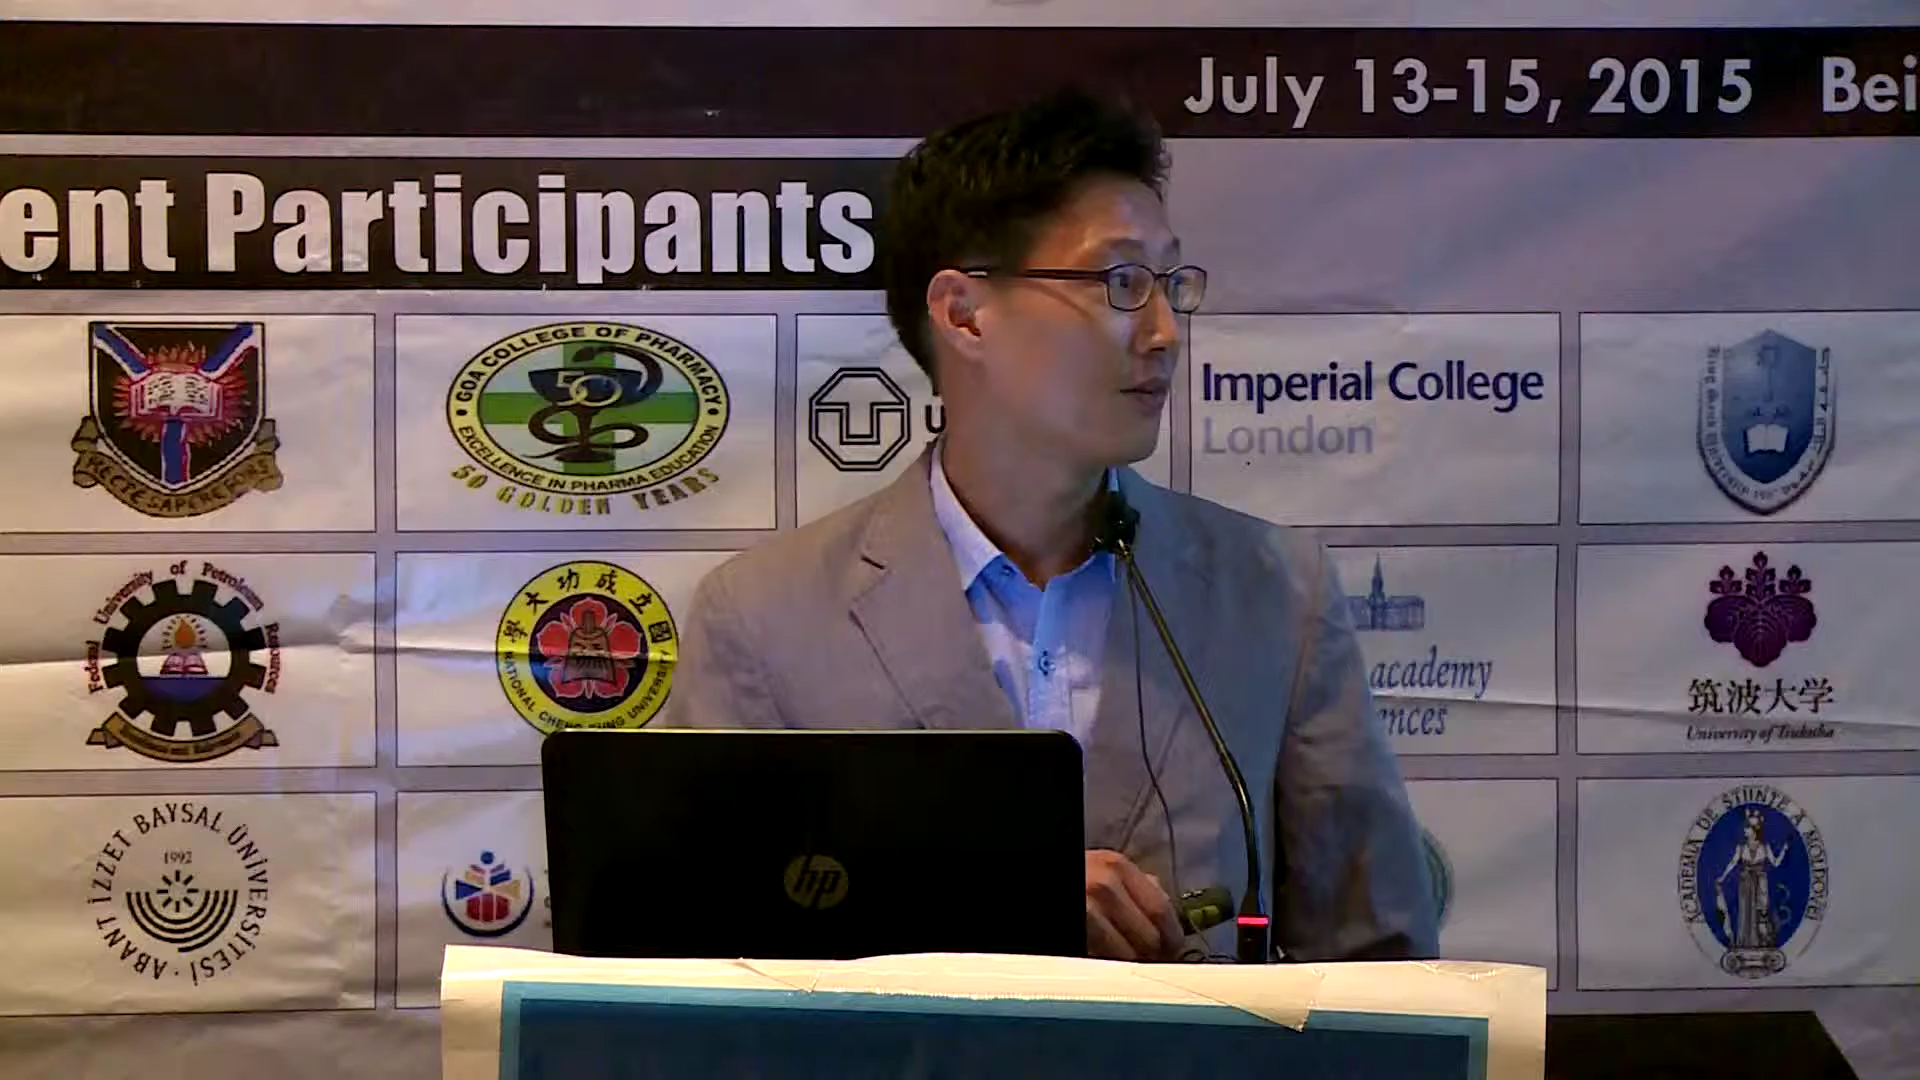 July 13-15, 2015 Bei
ent Participants
RECTE SAPERE FONS
GOA COLLEGE OF PHARMACY
50
EXCELLENCE IN PHARMA EDUCATION
50 GOLDEN YEARS
U
Imperial College
London
Federal University of Petroleum Resources
國立成功大學
NATIONAL CHENG KUNG UNIVERSITY
academy
ences
筑波大学
University of Tsukuba
ABANT İZZET BAYSAL ÜNİVERSİTESİ
1992
hp
ACADEMIA DE ŞTIINŢE A MOLDOVEI